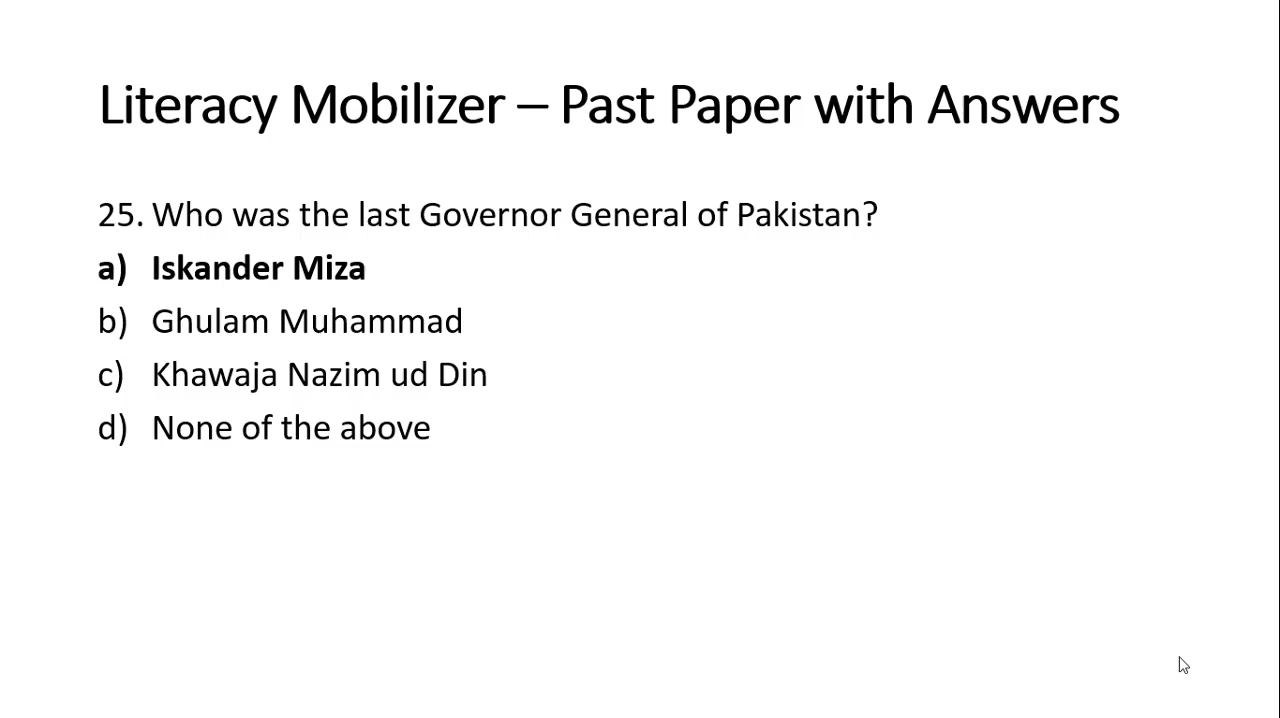 Literacy Mobilizer – Past Paper with Answers
25. Who was the last Governor General of Pakistan?
a) Iskander Miza
b) Ghulam Muhammad
c) Khawaja Nazim ud Din
d) None of the above